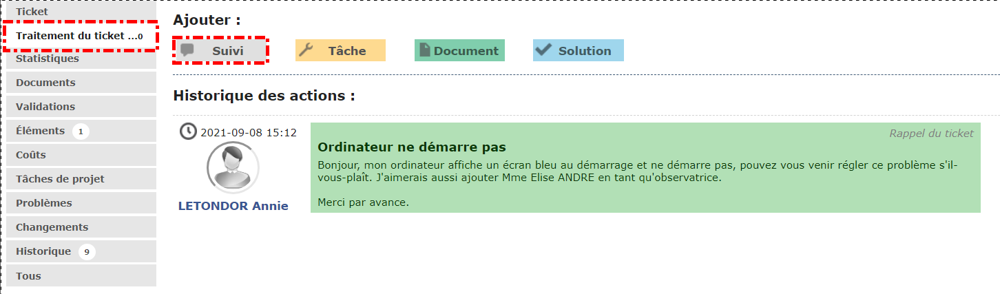 Ticket
Traitement du ticket ...0
Statistiques
Documents
Validations
Éléments 1
Coûts
Tâches de projet
Problèmes
Changements
Historique 9
Tous
Ajouter :
Suivi
Tâche
Document
Solution
Historique des actions :
2021-09-08 15:12
LETONDOR Annie
Rappel du ticket
Ordinateur ne démarre pas
Bonjour, mon ordinateur affiche un écran bleu au démarrage et ne démarre pas, pouvez vous venir régler ce problème s'il-
vous-plaît. J'aimerais aussi ajouter Mme Elise ANDRE en tant qu'observatrice.
Merci par avance.